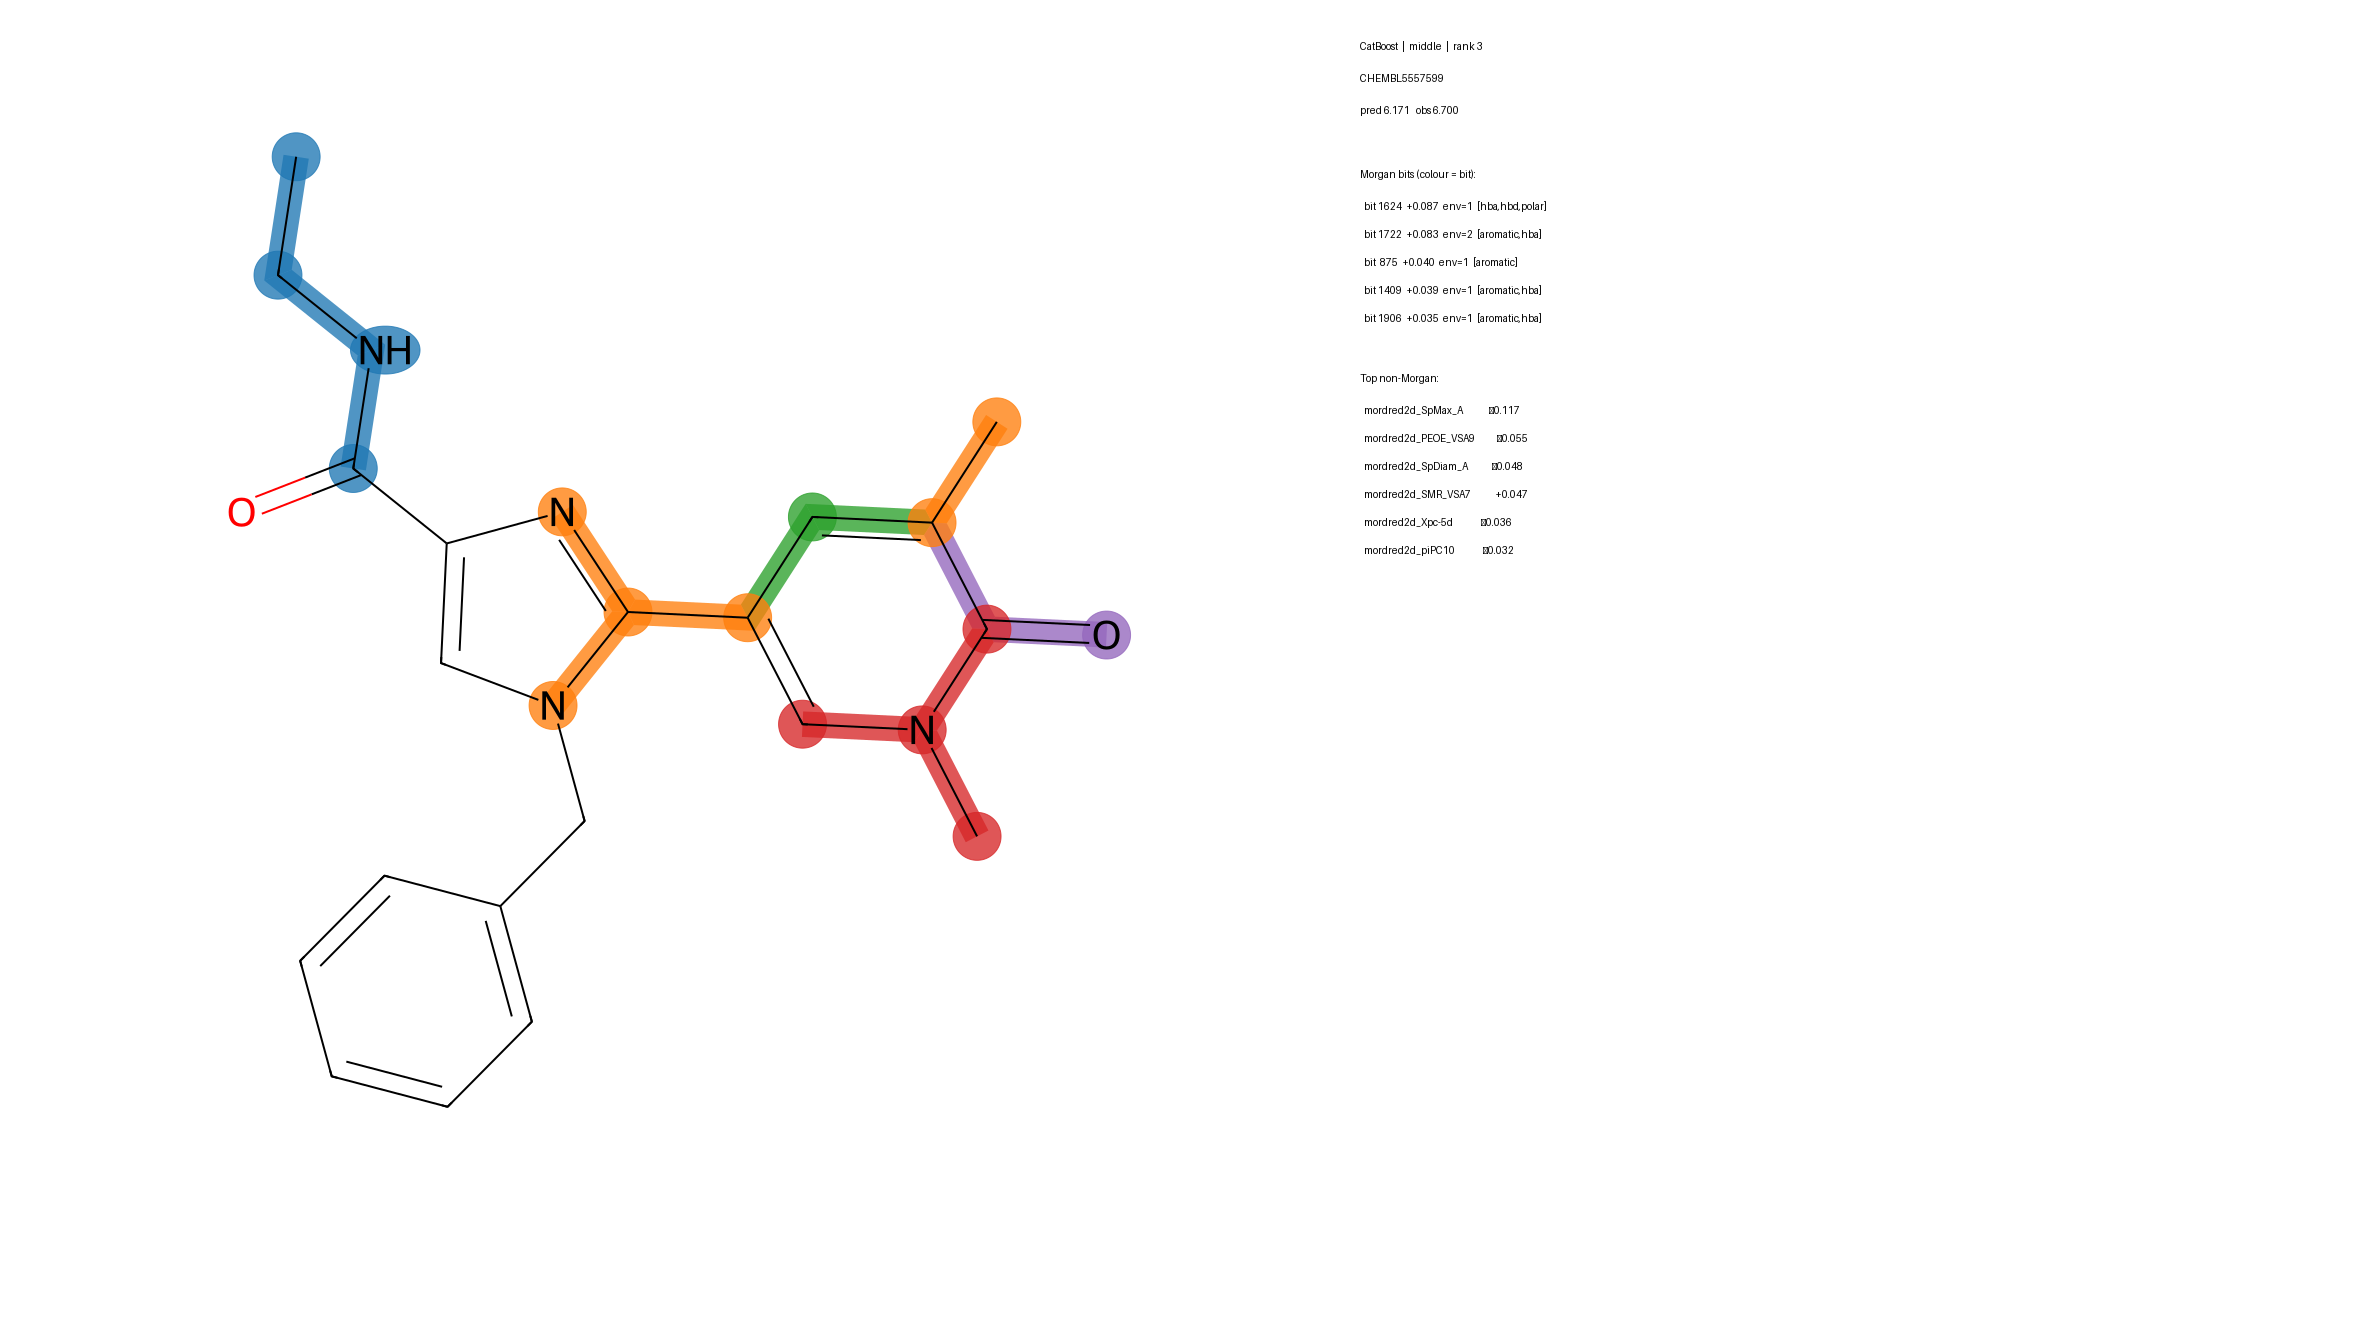 CatBoost | middle | rank 3
CHEMBL5557599
pred 6.171 obs 6.700
Morgan bits (colour = bit):
bit 1624 +0.087 env=1 [hba,hbd,polar]
bit 1722 +0.083 env=2 [aromatic,hba]
bit 875 +0.040 env=1 [aromatic]
bit 1409 +0.039 env=1 [aromatic,hba]
bit 1906 +0.035 env=1 [aromatic,hba]
Top non-Morgan:
mordred2d_SpMax_A ▯0.117
mordred2d_PEOE_VSA9 ▯0.055
mordred2d_SpDiam_A ▯0.048
mordred2d_SMR_VSA7 +0.047
mordred2d_Xpc-5d ▯0.036
mordred2d_piPC10 ▯0.032
NH
O
N
N
O
N